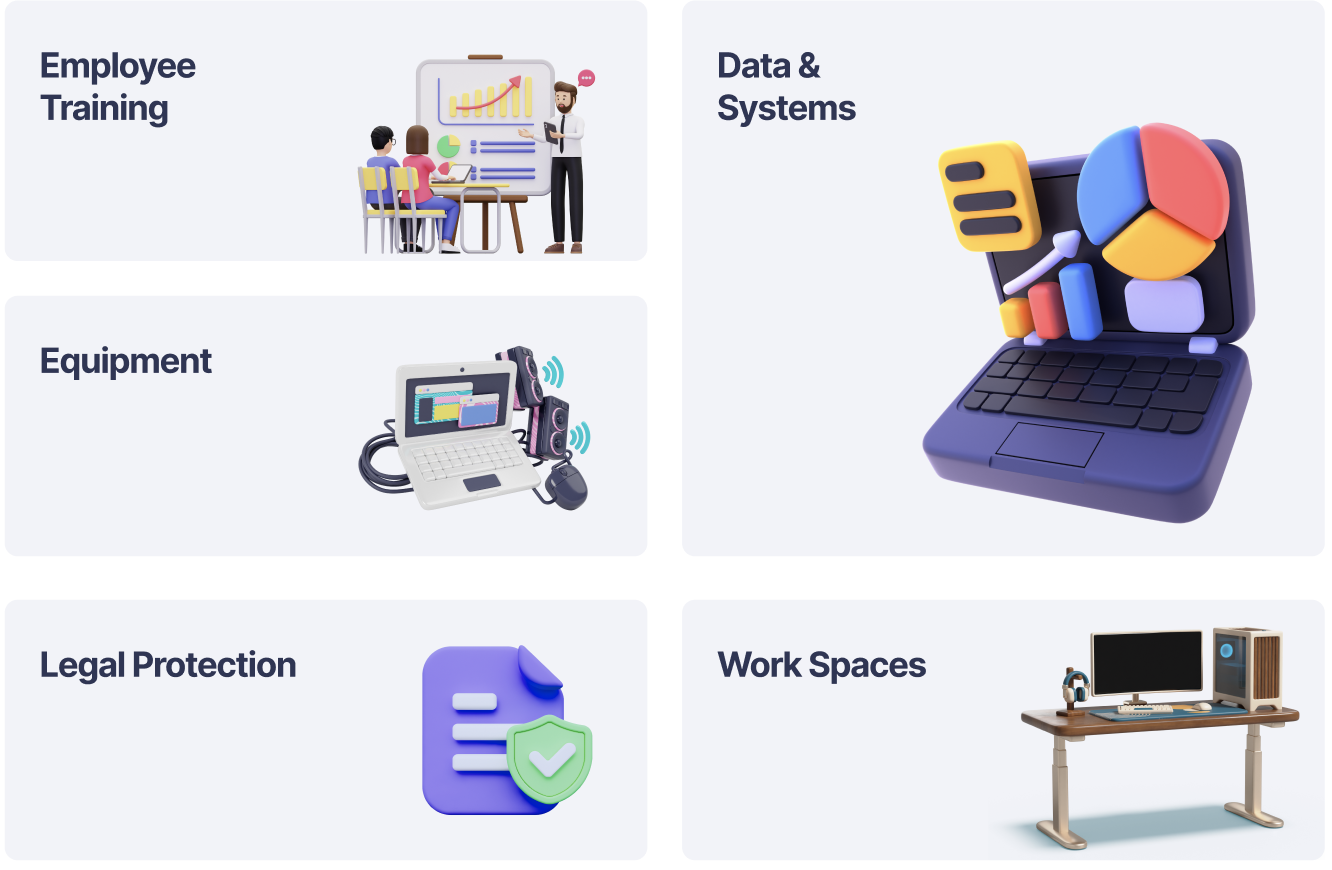 Employee
Training
Data &
Systems
Equipment
Legal Protection
Work Spaces